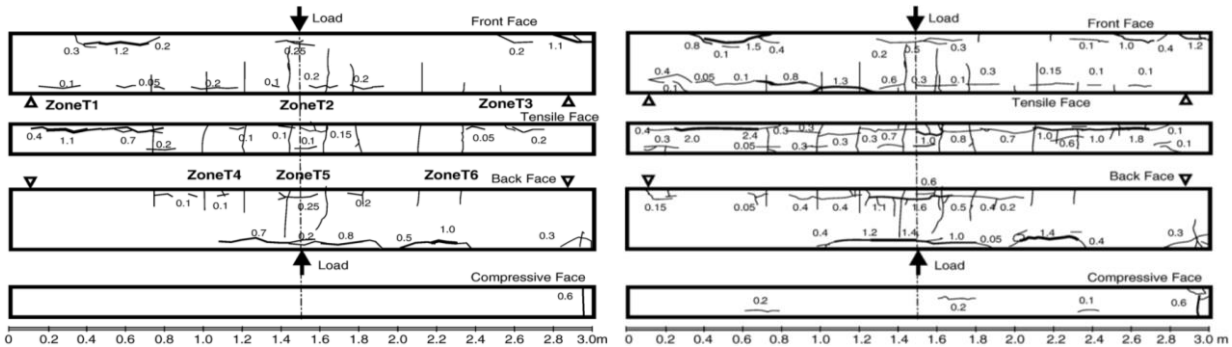 Load
Front Face
0.3 1.2 0.2 0.25 0.2 1.1
0.1 0.05 0.2 0.1 0.2 0.2
ZoneT1 ZoneT2 ZoneT3
Tensile Face
0.4 1.1 0.7 0.2 0.1 0.1 0.1 0.15 0.05 0.2
ZoneT4 ZoneT5 ZoneT6 Back Face
0.1 0.1 0.25 0.2
0.7 0.2 0.8 0.5 1.0 0.3
Load
Compressive Face
0.6
0 0.2 0.4 0.6 0.8 1.0 1.2 1.4 1.6 1.8 2.0 2.2 2.4 2.6 2.8 3.0m
Load
Front Face
0.8 0.1 1.5 0.4 0.2 0.5 0.3 0.1 1.0 0.4 1.2
0.4 0.1 0.05 0.1 0.8 1.3 0.6 0.3 0.1 0.3 0.15 0.1 0.1
Tensile Face
0.4 0.3 2.0 2.4 0.05 0.3 0.3 0.3 0.3 0.7 1.0 0.8 0.7 1.0 0.6 1.0 1.8 0.1 0.1
0.6
Back Face
0.15 0.05 0.4 0.4 1.1 1.6 0.5 0.4 0.2
0.4 1.2 1.4 1.0 0.05 1.4 0.4 0.3
Load
Compressive Face
0.2 0.2 0.1 0.6
0 0.2 0.4 0.6 0.8 1.0 1.2 1.4 1.6 1.8 2.0 2.2 2.4 2.6 2.8 3.0 m